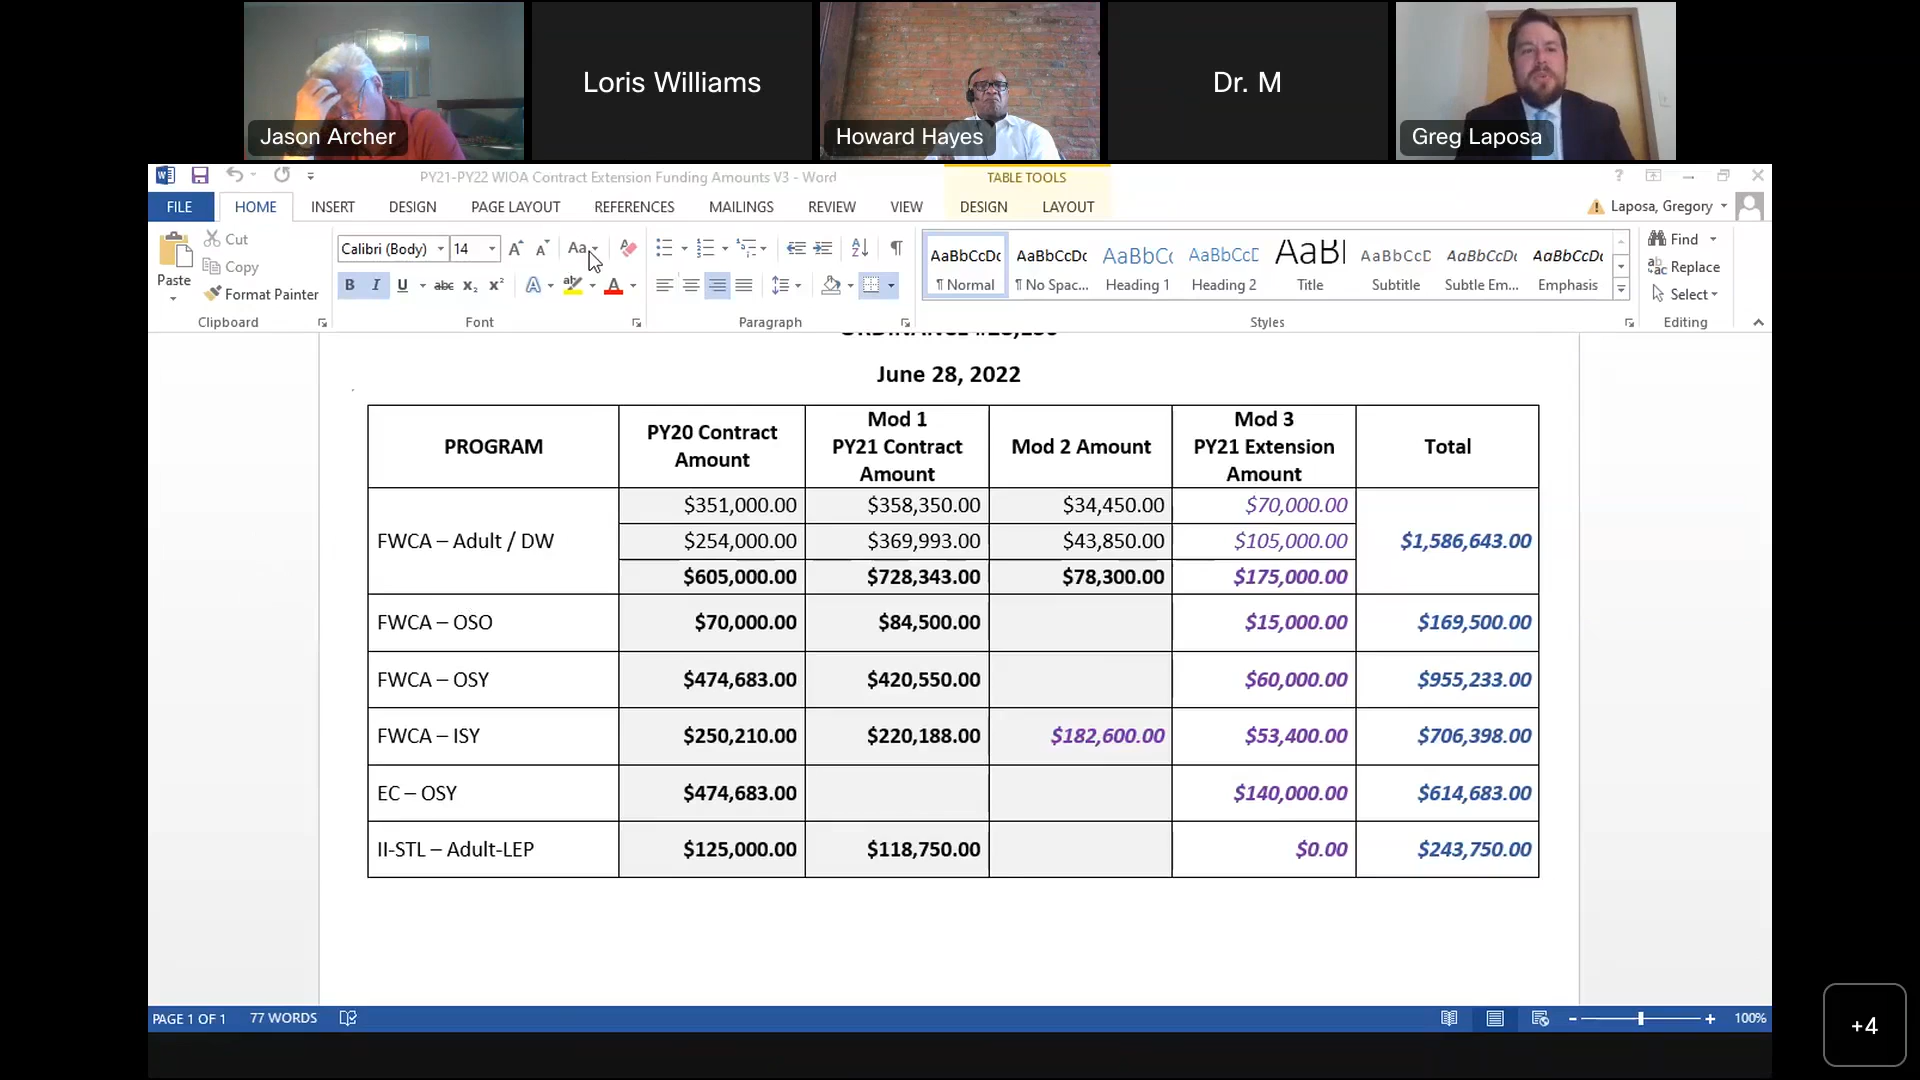 Loris Williams
Dr. M
Jason Archer
Howard Hayes
Greg Laposa
PY21-PY22 WIOA Contract Extension Funding Amounts V3 - Word
TABLE TOOLS
FILE HOME INSERT DESIGN PAGE LAYOUT REFERENCES MAILINGS REVIEW VIEW DESIGN LAYOUT Laposa, Gregory
Paste
Cut
Copy
Format Painter
Clipboard
Calibri (Body) 14
Font
Paragraph
AaBbCcDc AaBbCcDc AaBbCc AaBbCcD AaBl AaBbCcD AaBbCcDc AaBbCcDc
¶ Normal ¶ No Spac... Heading 1 Heading 2 Title Subtitle Subtle Em... Emphasis
Styles
Find
Replace
Select
Editing
June 28, 2022
PROGRAM
PY20 Contract
Amount
Mod 1
PY21 Contract
Amount
Mod 2 Amount
Mod 3
PY21 Extension
Amount
Total
FWCA – Adult / DW
$351,000.00 $358,350.00 $34,450.00 $70,000.00
$254,000.00 $369,993.00 $43,850.00 $105,000.00
$605,000.00 $728,343.00 $78,300.00 $175,000.00
$1,586,643.00
FWCA – OSO $70,000.00 $84,500.00 $15,000.00 $169,500.00
FWCA – OSY $474,683.00 $420,550.00 $60,000.00 $955,233.00
FWCA – ISY $250,210.00 $220,188.00 $182,600.00 $53,400.00 $706,398.00
EC – OSY $474,683.00 $140,000.00 $614,683.00
II-STL – Adult-LEP $125,000.00 $118,750.00 $0.00 $243,750.00
PAGE 1 OF 1 77 WORDS 100%
+4